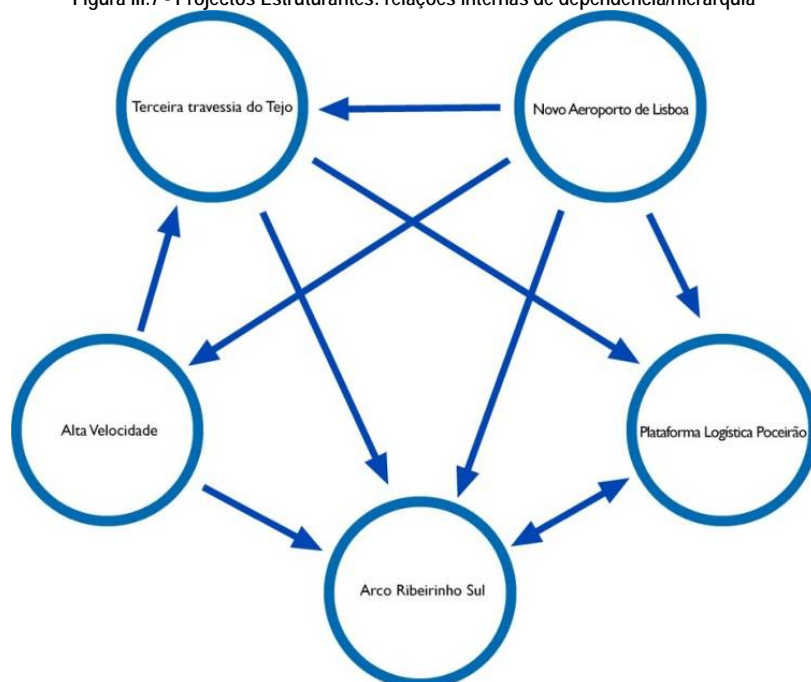 Figura III.7 - Projectos Estruturantes: relações internas de dependência/hierarquia
Terceira travessia do Tejo
Novo Aeroporto de Lisboa
Alta Velocidade
Plataforma Logística Poceirão
Arco Ribeirinho Sul